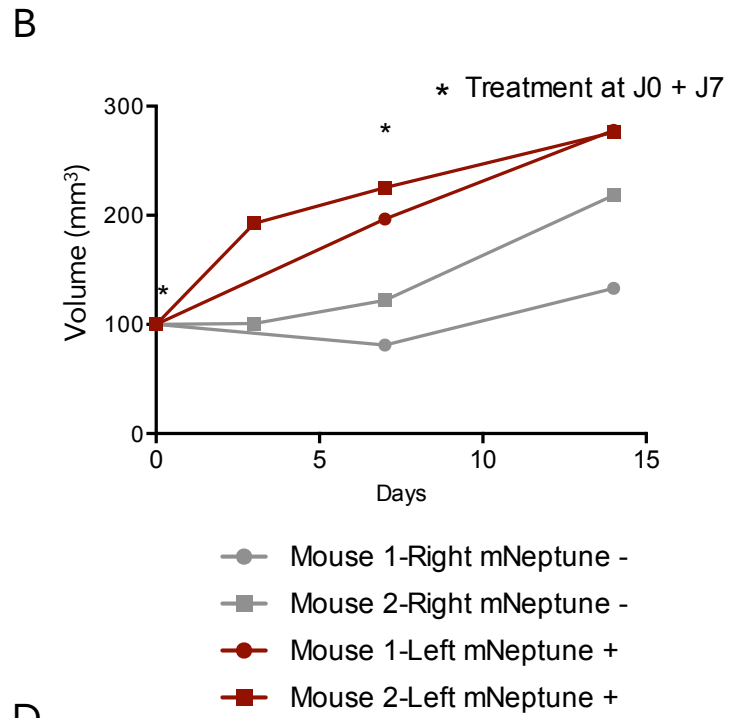 B
* Treatment at J0 + J7
300
*
200
Volume (mm³)
*
100
0
0 5 10 15
Days
Mouse 1-Right mNeptune -
Mouse 2-Right mNeptune -
Mouse 1-Left mNeptune +
Mouse 2-Left mNeptune +
D